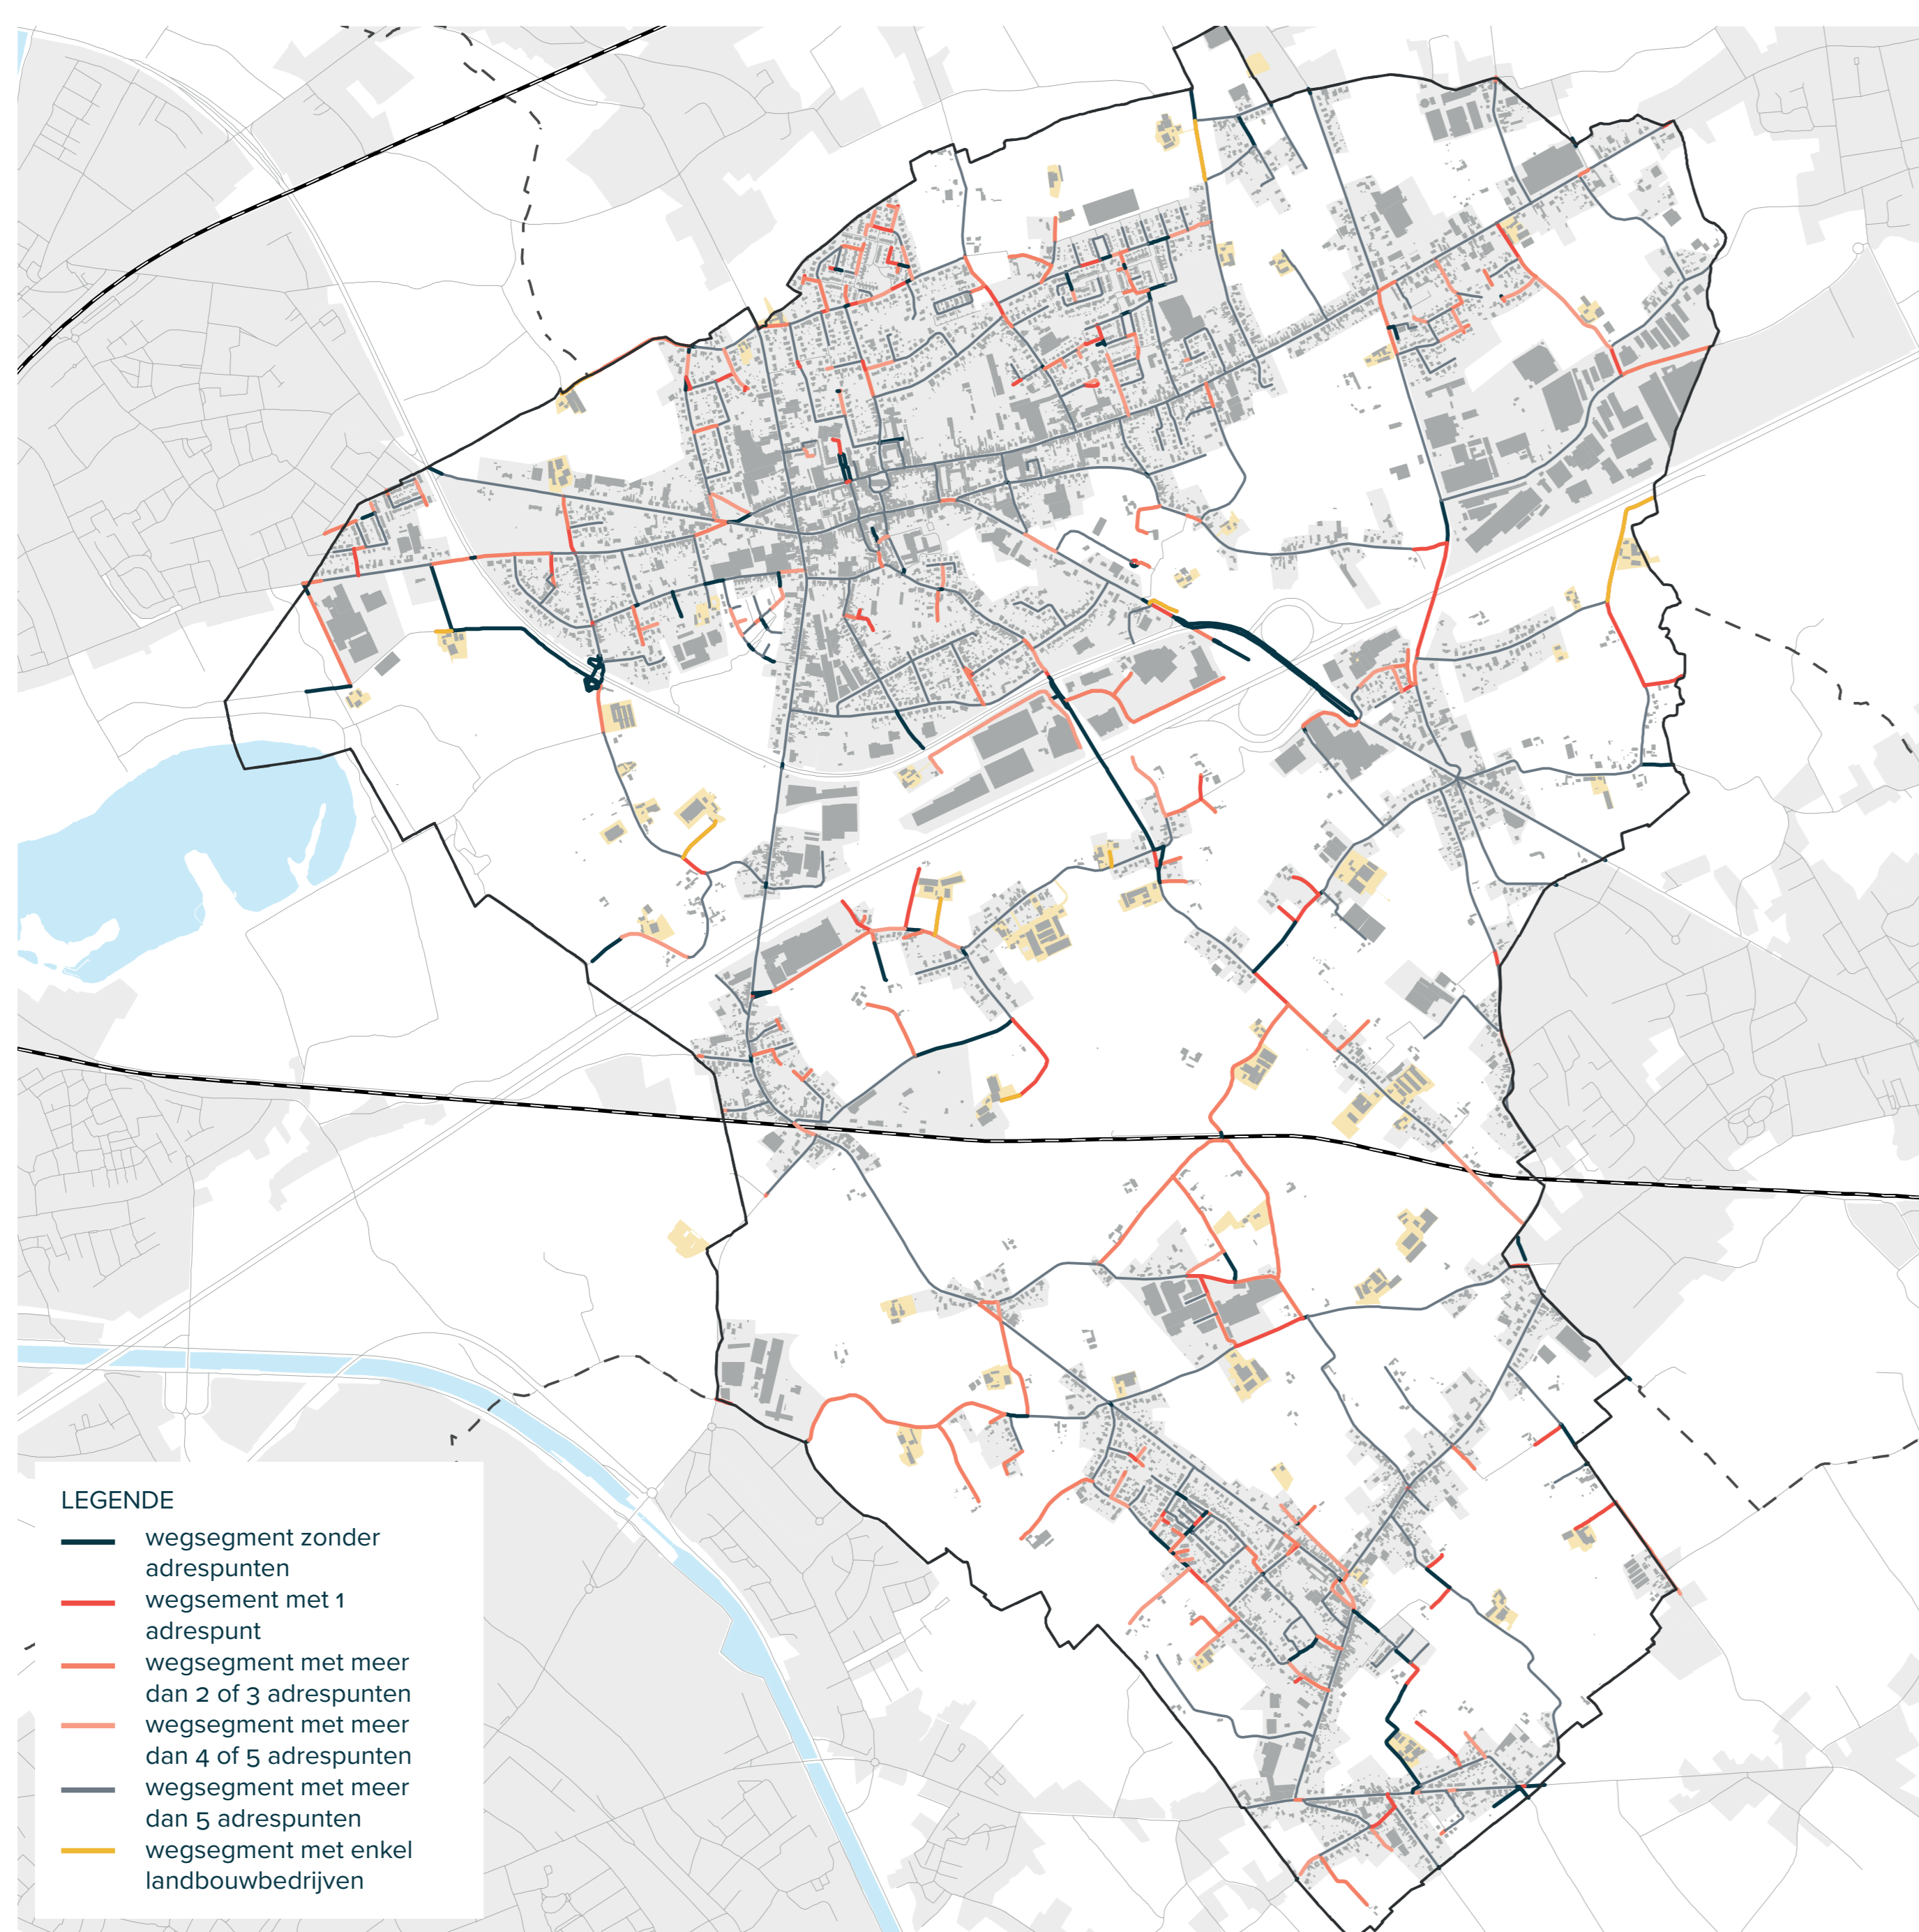 LEGENDE
wegsegment zonder
adrespunten
wegsement met 1
adrespunt
wegsegment met meer
dan 2 of 3 adrespunten
wegsegment met meer
dan 4 of 5 adrespunten
wegsegment met meer
dan 5 adrespunten
wegsegment met enkel
landbouwbedrijven